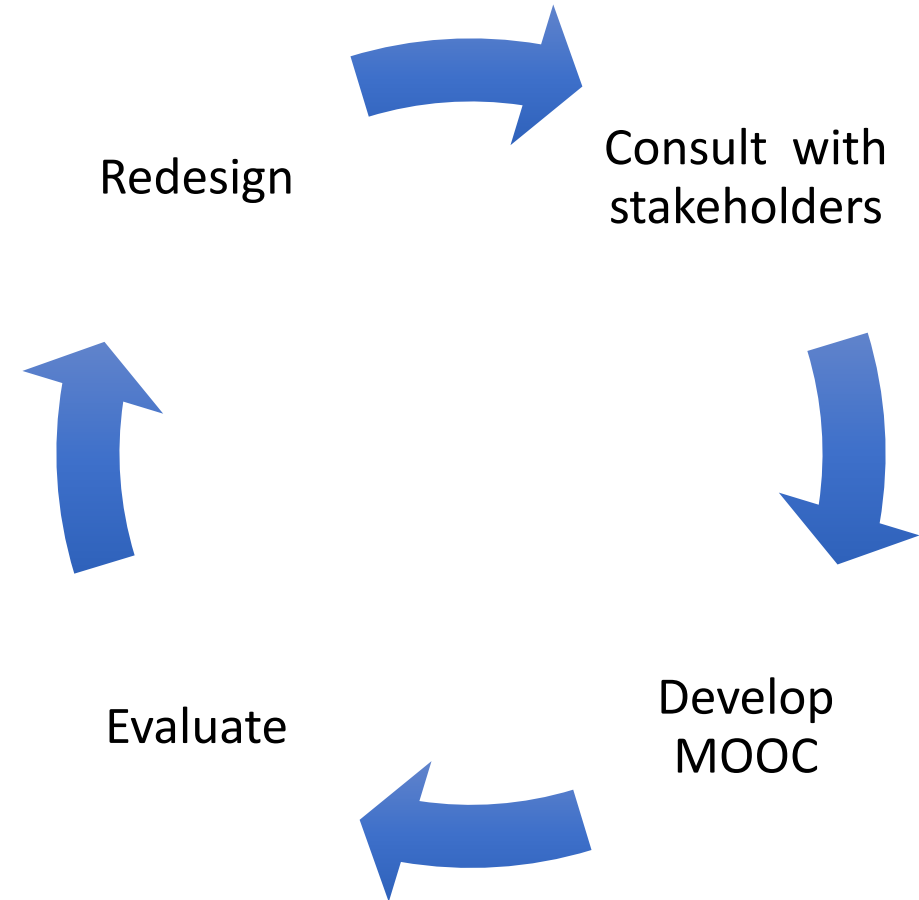 Redesign
Consult with
stakeholders
Evaluate
Develop
MOOC